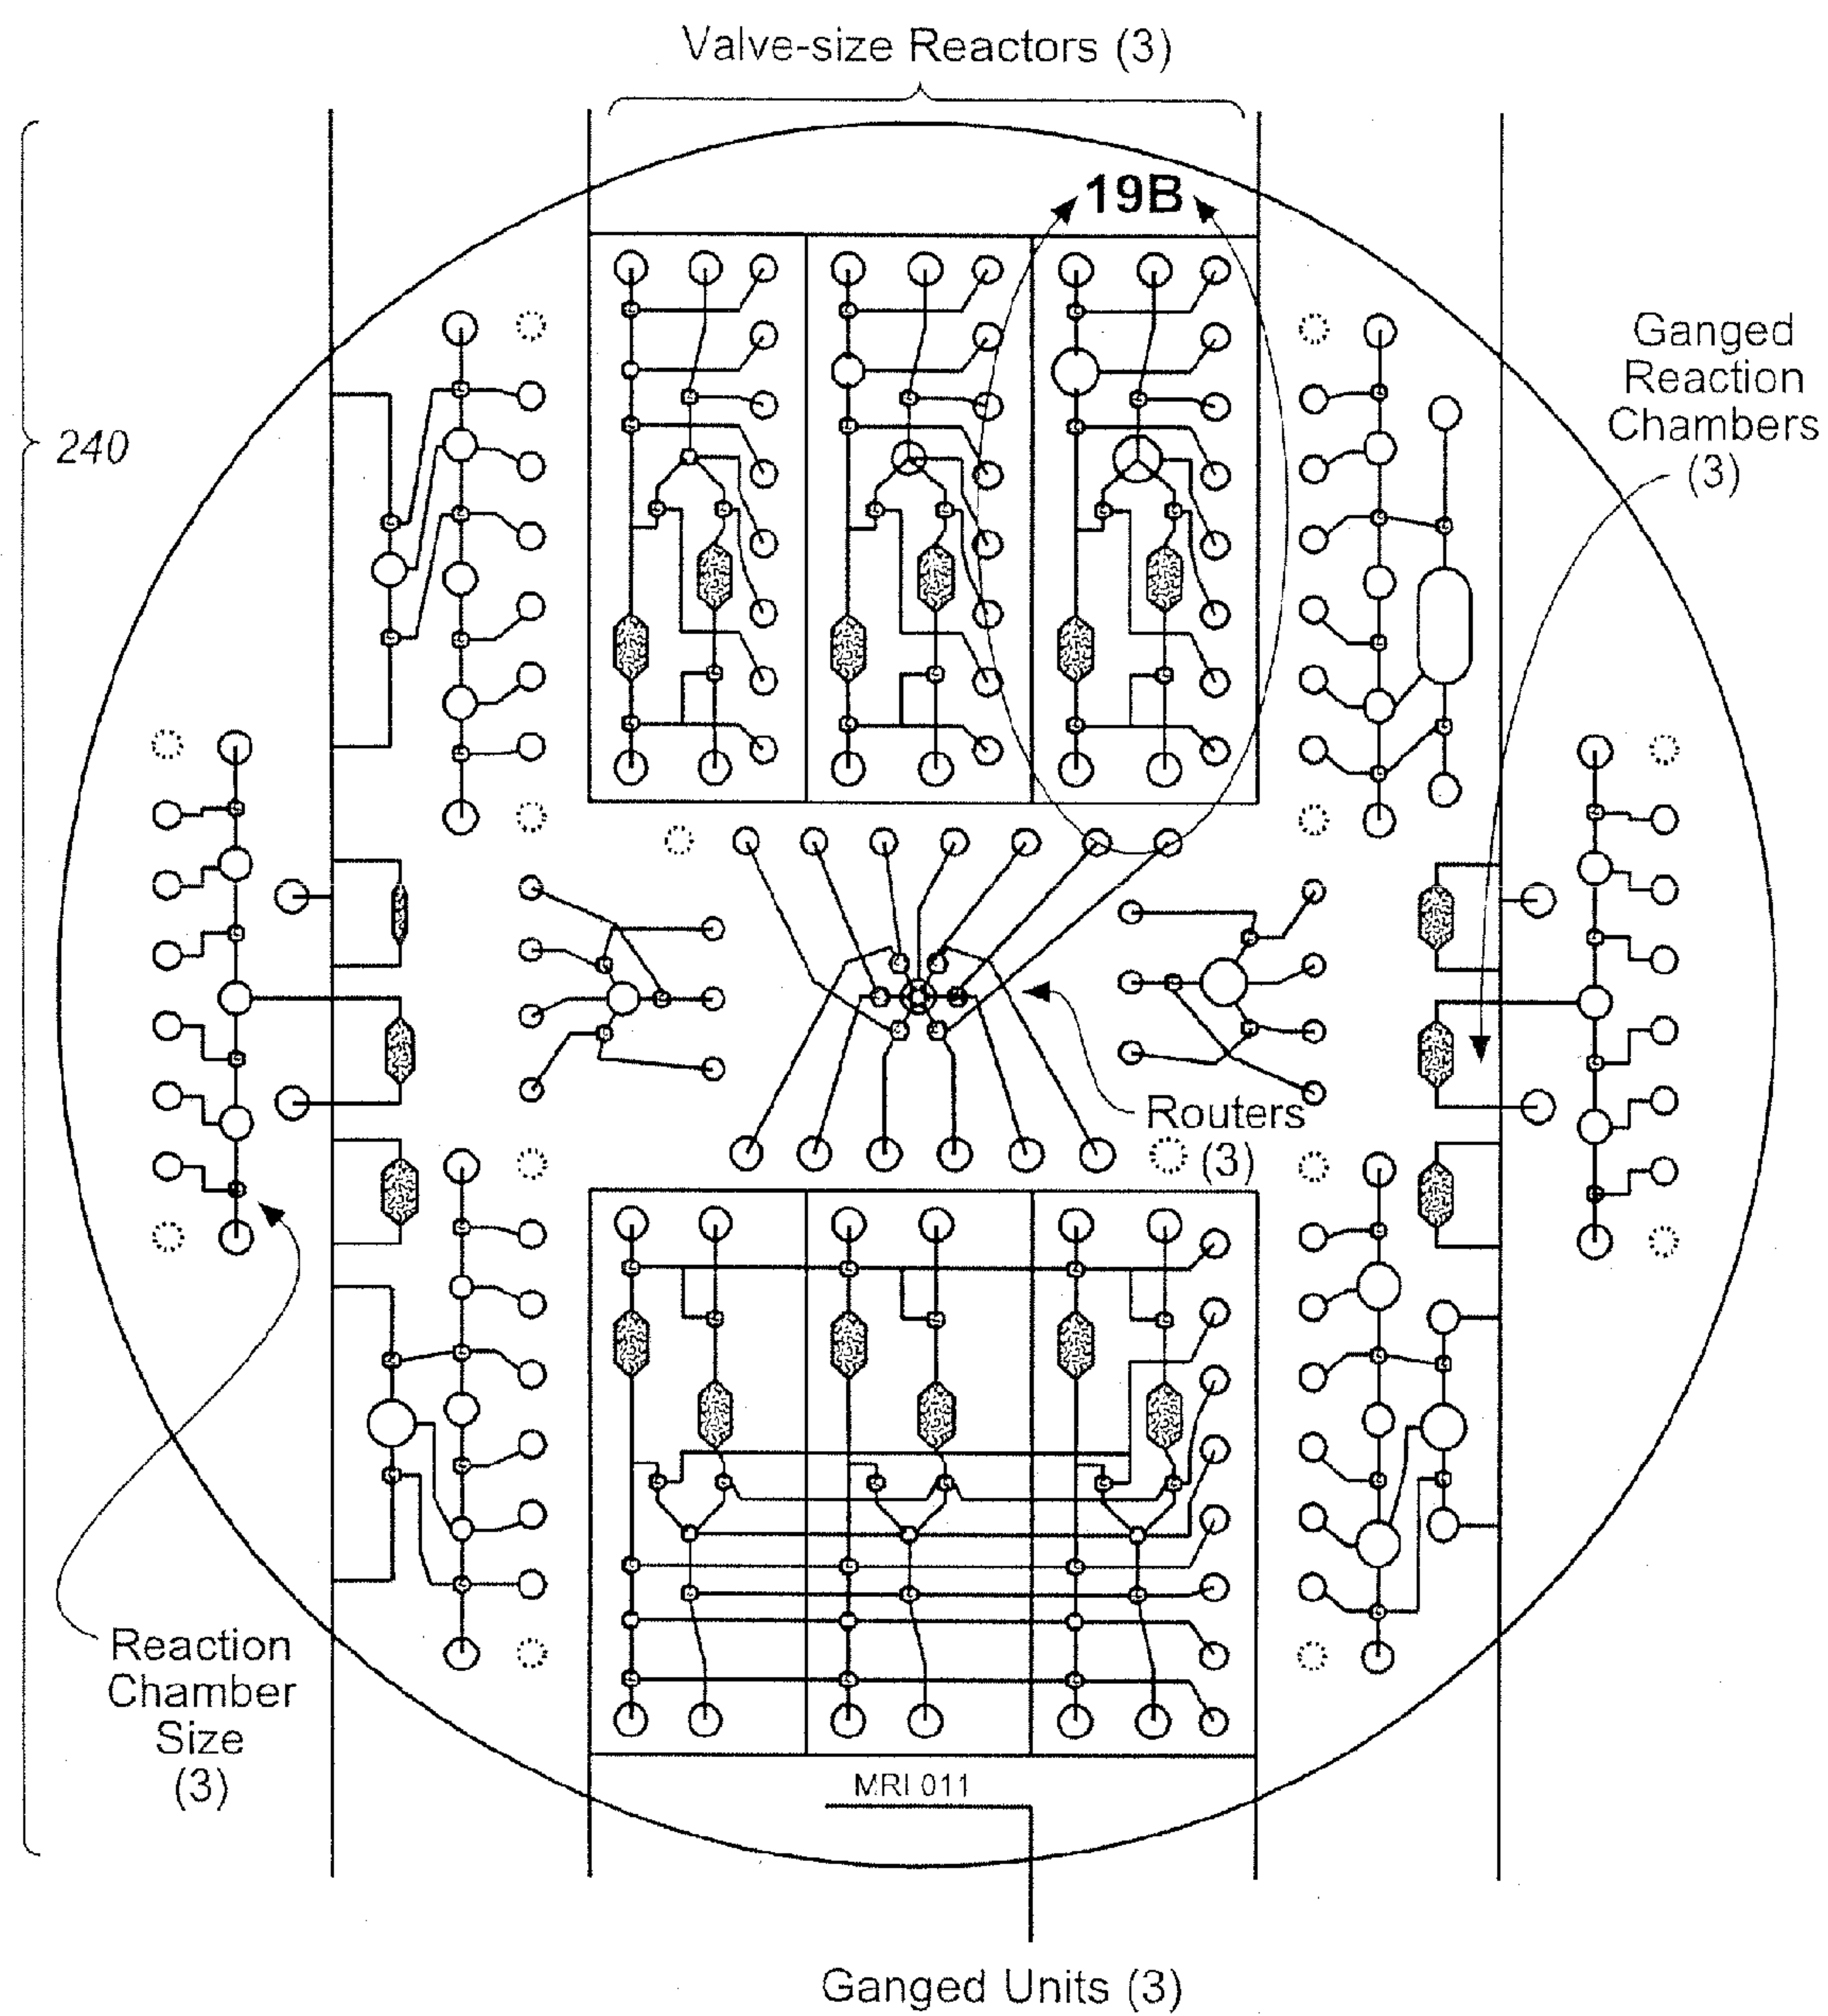 Valve-size Reactors (3)
19B
240
Ganged
Reaction
Chambers
(3)
Routers
(3)
Reaction
Chamber
Size
(3)
MRI 011
Ganged Units (3)